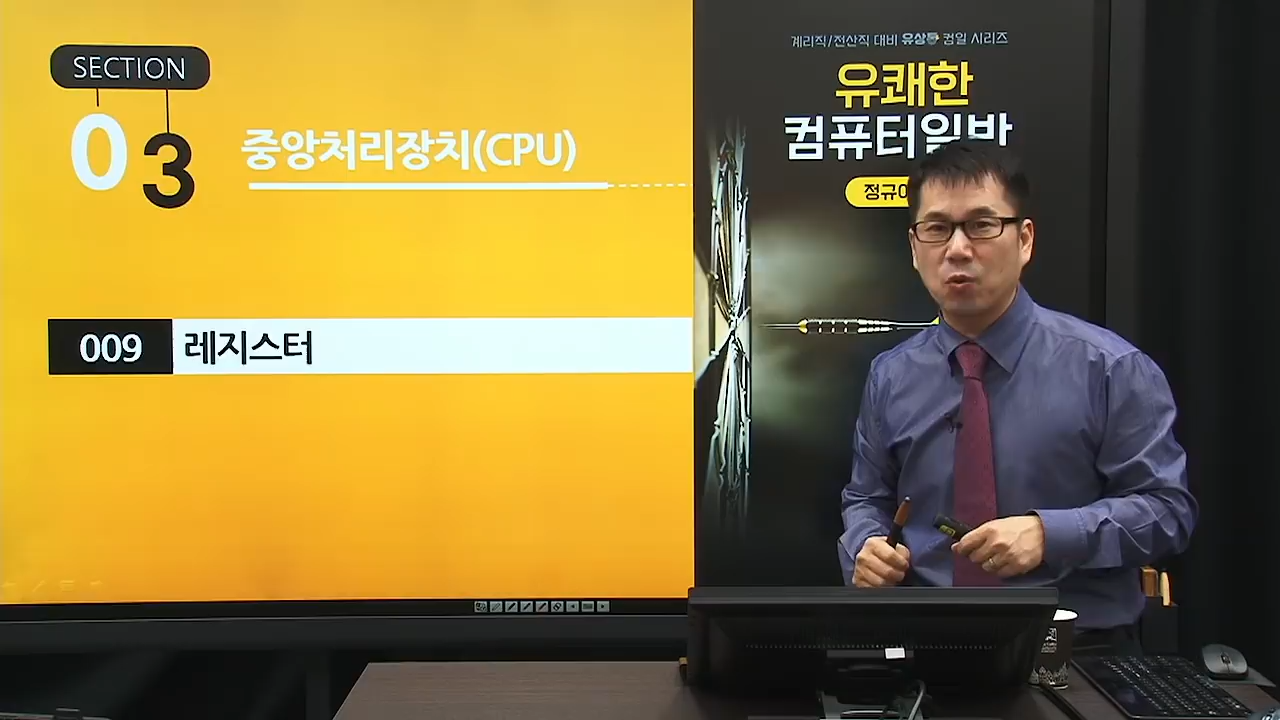 SECTION
03
중앙처리장치(CPU)
009 레지스터
계리직/전산직 대비 유상통 컴일 시리즈
유쾌한
컴퓨터일반